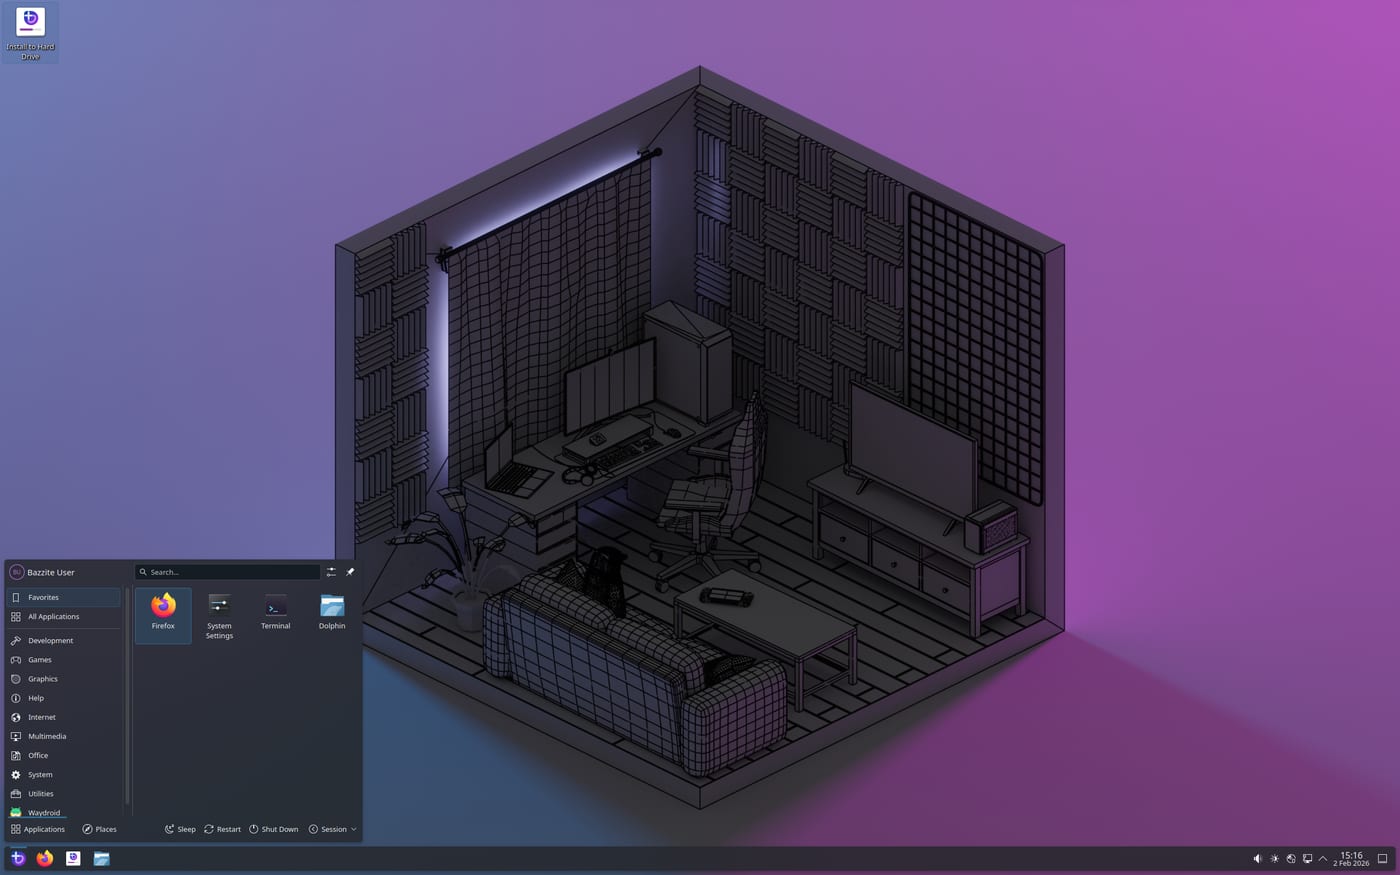 Install to Hard
Drive
BU
Bazzite User
Search...
Favorites
All Applications
Development
Games
Graphics
Help
Internet
Multimedia
Office
System
Utilities
Waydroid
Firefox
System
Settings
Terminal
Dolphin
Applications
Places
Sleep
Restart
Shut Down
Session
15:16
2 Feb 2026